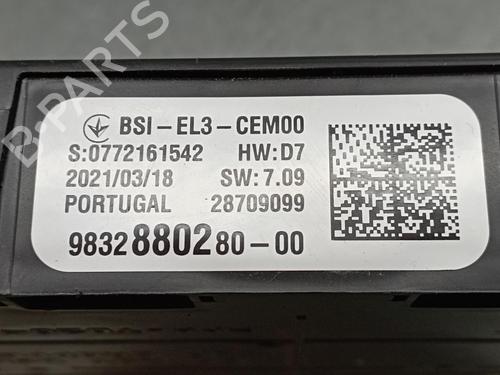 BSI-EL3-CEM00
S:0772161542 HW:D7
2021/03/18 SW:7.09
PORTUGAL 28709099
9832880280-00
B-PARTS